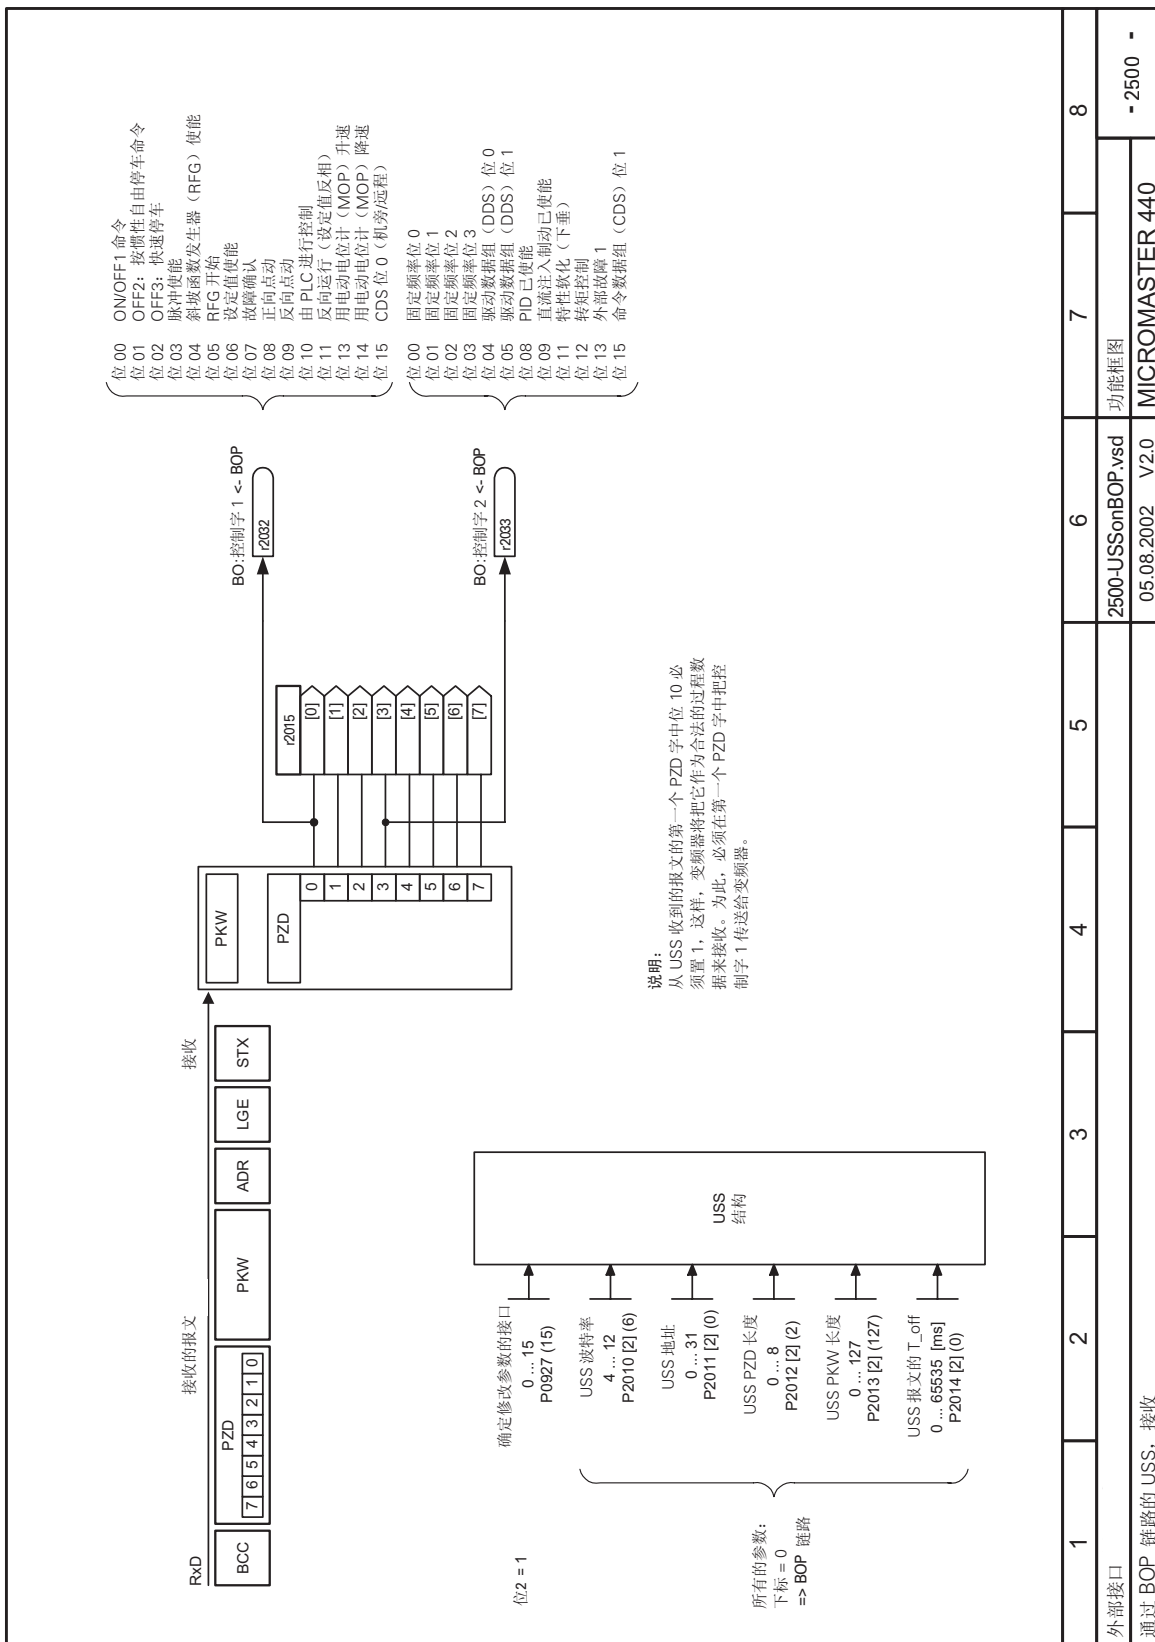 RxD
接收的报文
接收
BCC
PZD
7 6 5 4 3 2 1 0
PKW
ADR
LGE
STX
PKW
PZD
0
1
2
3
4
5
6
7
r2015
[0]
[1]
[2]
[3]
[4]
[5]
[6]
[7]
BO:控制字 1 <- BOP
r2032
BO:控制字 2 <- BOP
r2033
位 00 ON/OFF1 命令
位 01 OFF2：按惯性自由停车命令
位 02 OFF3：快速停车
位 03 脉冲使能
位 04 斜坡函数发生器（RFG）使能
位 05 RFG 开始
位 06 设定值使能
位 07 故障确认
位 08 正向点动
位 09 反向点动
位 10 由 PLC 进行控制
位 11 反向运行（设定值反相）
位 13 用电动电位计（MOP）升速
位 14 用电动电位计（MOP）降速
位 15 CDS 位 0（机旁/远程）
位 00 固定频率位 0
位 01 固定频率位 1
位 02 固定频率位 2
位 03 固定频率位 3
位 04 驱动数据组（DDS）位 0
位 05 驱动数据组（DDS）位 1
位 08 PID 已使能
位 09 直流注入制动已使能
位 11 特性软化（下垂）
位 12 转矩控制
位 13 外部故障 1
位 15 命令数据组（CDS）位 1
位2 = 1
确定修改参数的接口
0 ... 15
P0927 (15)
USS 波特率
4 ... 12
P2010 [2] (6)
USS 地址
0 ... 31
P2011 [2] (0)
USS PZD 长度
0 ... 8
P2012 [2] (2)
USS PKW 长度
0 ... 127
P2013 [2] (127)
USS 报文的 T_off
0 ... 65535 [ms]
P2014 [2] (0)
USS
结构
所有的参数：
下标 = 0
=> BOP 链路
说明：
从 USS 收到的报文的第一个 PZD 字中位 10 必
须置 1，这样，变频器将把它作为合法的过程数
据来接收。为此，必须在第一个 PZD 字中把控
制字 1 传送给变频器。
1 2 3 4 5 6 7 8
外部接口
2500-USSonBOP.vsd
功能框图
- 2500 -
通过 BOP 链路的 USS，接收
05.08.2002 V2.0
MICROMASTER 440